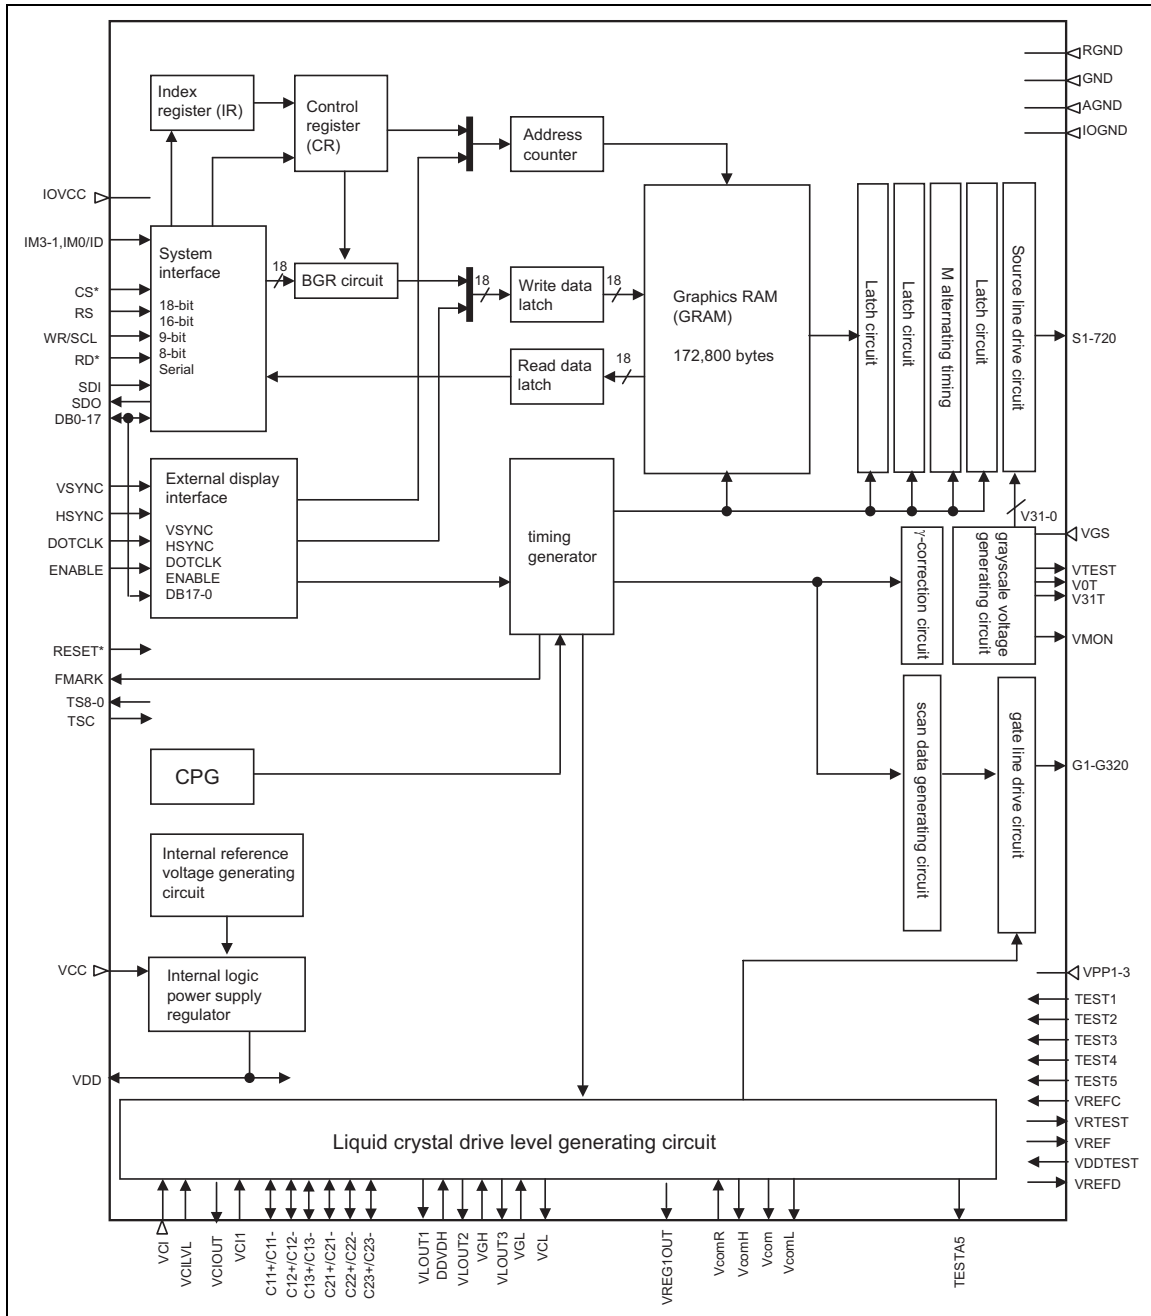 RGND
GND
AGND
IOGND
Index
register (IR)
Control
register
(CR)
Address
counter
IOVCC
IM3-1,IM0/ID
CS*
RS
WR/SCL
RD*
SDI
SDO
DB0-17
System
interface
18-bit
16-bit
9-bit
8-bit
Serial
18
BGR circuit
18
Write data
latch
18
Read data
latch
18
Graphics RAM
(GRAM)
172,800 bytes
Latch circuit
Latch circuit
M alternating timing
Latch circuit
Source line drive circuit
S1-720
VSYNC
HSYNC
DOTCLK
ENABLE
External display
interface
VSYNC
HSYNC
DOTCLK
ENABLE
DB17-0
timing
generator
V31-0
γ-correction circuit
grayscale voltage
generating circuit
VGS
VTEST
V0T
V31T
VMON
RESET*
FMARK
TS8-0
TSC
CPG
scan data generating circuit
gate line drive circuit
G1-G320
Internal reference
voltage generating
circuit
VCC
Internal logic
power supply
regulator
VDD
VPP1-3
TEST1
TEST2
TEST3
TEST4
TEST5
VREFC
VRTEST
VREF
VDDTEST
VREFD
Liquid crystal drive level generating circuit
VCI
VCILVL
VCIOUT
VCI1
C11+/C11-
C12+/C12-
C13+/C13-
C21+/C21-
C22+/C22-
C23+/C23-
VLOUT1
DDVDH
VLOUT2
VGH
VLOUT3
VGL
VCL
VREG1OUT
VcomR
VcomH
Vcom
VcomL
TESTA5